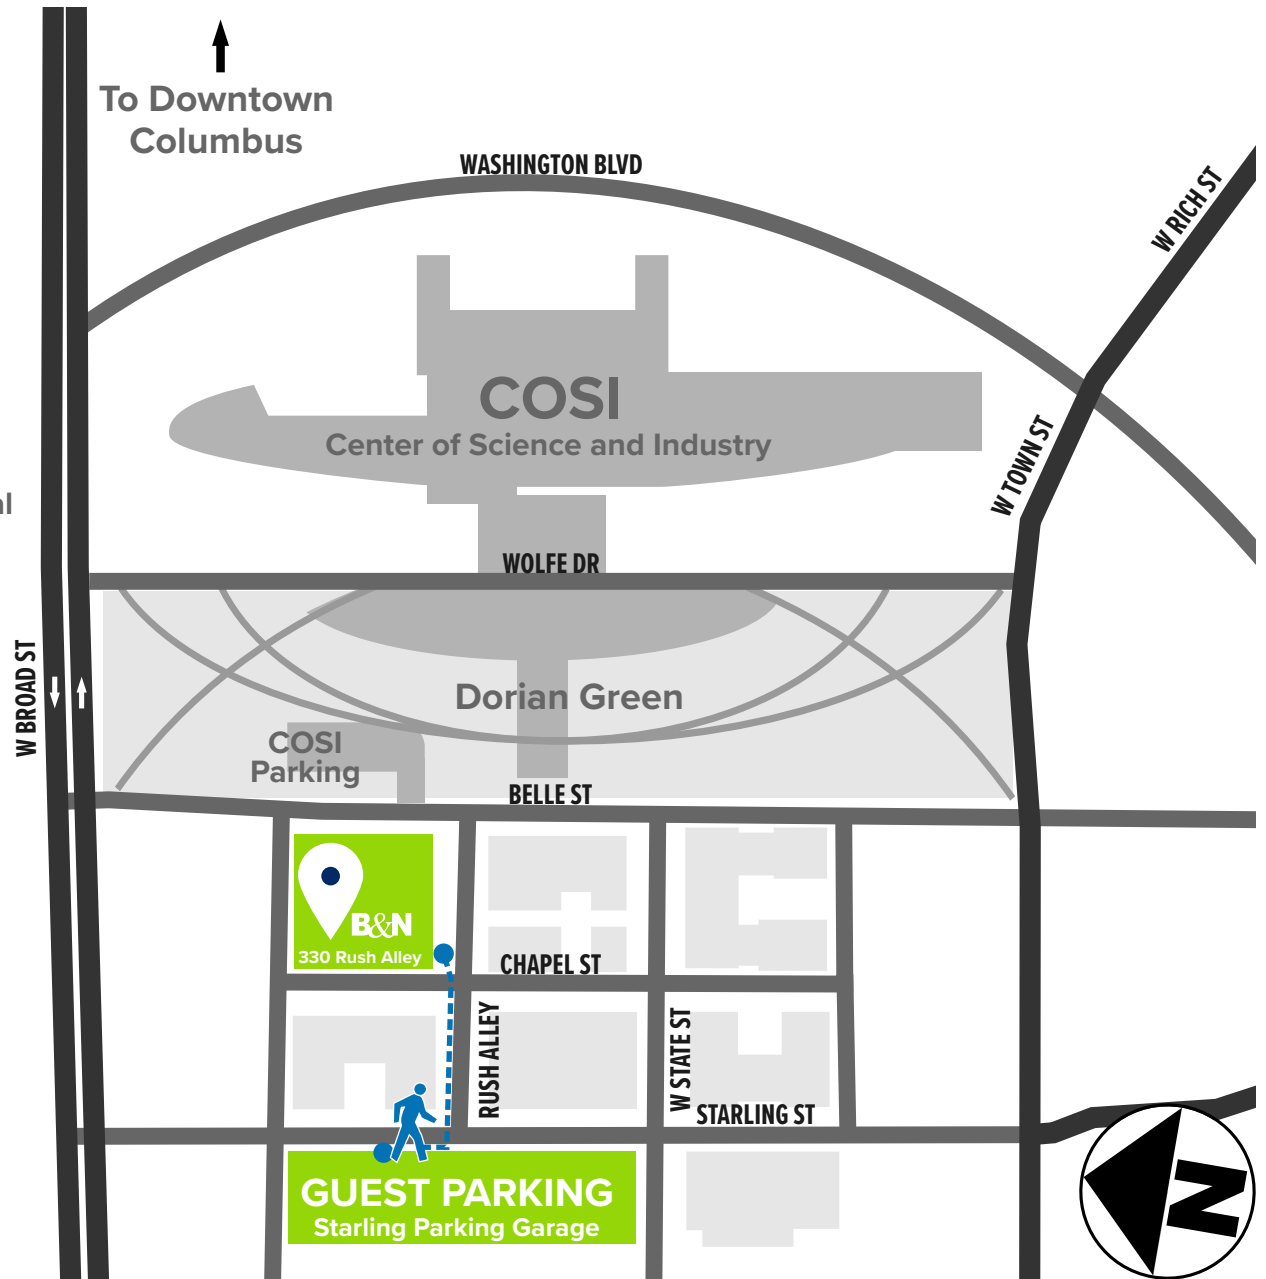 To Downtown
Columbus
WASHINGTON BLVD
W RICH ST
COSI
Center of Science and Industry
W TOWN ST
al
WOLFE DR
W BROAD ST
Dorian Green
COSI
Parking
BELLE ST
B&N
330 Rush Alley
CHAPEL ST
RUSH ALLEY
W STATE ST
STARLING ST
GUEST PARKING
Starling Parking Garage
N